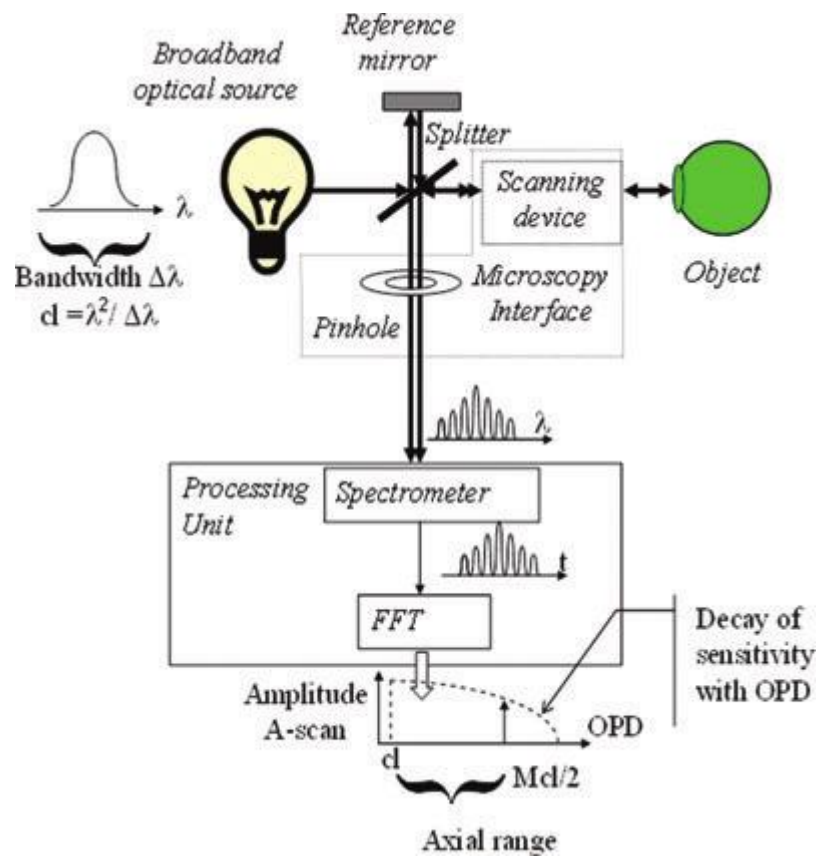 Reference
mirror
Broadband
optical source
Splitter
Scanning
device
λ
Bandwidth Δλ
cl =λ²/ Δλ
Object
Microscopy
Interface
Pinhole
λ
Processing
Unit
Spectrometer
t
FFT
Decay of
sensitivity
with OPD
Amplitude
A-scan
OPD
cl
Mcl/2
Axial range